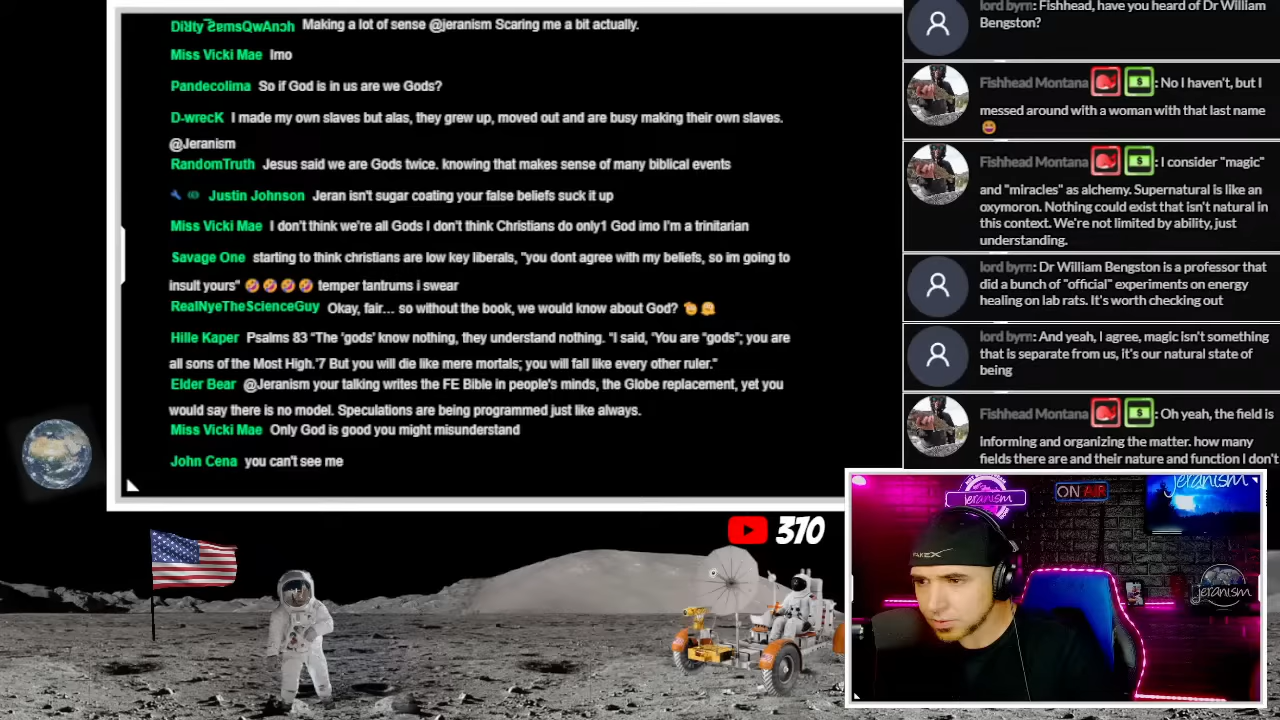 Making a lot of sense @jeranism Scaring me a bit actually.
Miss Vicki Mae Imo
Pandecolima So if God is in us are we Gods?
D-wrecK I made my own slaves but alas, they grew up, moved out and are busy making their own slaves.
@Jeranism
RandomTruth Jesus said we are Gods twice. knowing that makes sense of many biblical events
Justin Johnson Jeran isn't sugar coating your false beliefs suck it up
Miss Vicki Mae I don't think we're all Gods I don't think Christians do only1 God imo I'm a trinitarian
Savage One starting to think christians are low key liberals, "you dont agree with my beliefs, so im going to
insult yours" 🤣🤣🤣🤣 temper tantrums i swear
RealNyeTheScienceGuy Okay, fair... so without the book, we would know about God?
Hille Kaper Psalms 83 “The ‘gods’ know nothing, they understand nothing. “I said, ‘You are “gods”; you are
all sons of the Most High.’7 But you will die like mere mortals; you will fall like every other ruler.”
Elder Bear @Jeranism your talking writes the FE Bible in people's minds, the Globe replacement, yet you
would say there is no model. Speculations are being programmed just like always.
Miss Vicki Mae Only God is good you might misunderstand
John Cena you can't see me
lord byrn: Fishhead, have you heard of Dr William
Bengston?
Fishhead Montana : No I haven't, but I
messed around with a woman with that last name
😆
Fishhead Montana : I consider "magic"
and "miracles" as alchemy. Supernatural is like an
oxymoron. Nothing could exist that isn't natural in
this context. We're not limited by ability, just
understanding.
lord byrn: Dr William Bengston is a professor that
did a bunch of "official" experiments on energy
healing on lab rats. It's worth checking out
lord byrn: And yeah, I agree, magic isn't something
that is separate from us, it's our natural state of
being
Fishhead Montana : Oh yeah, the field is
informing and organizing the matter. how many
fields there are and their nature and function I don't
370
Jeranism
ON AIR
Jeranism
FAKEX
Jeranism